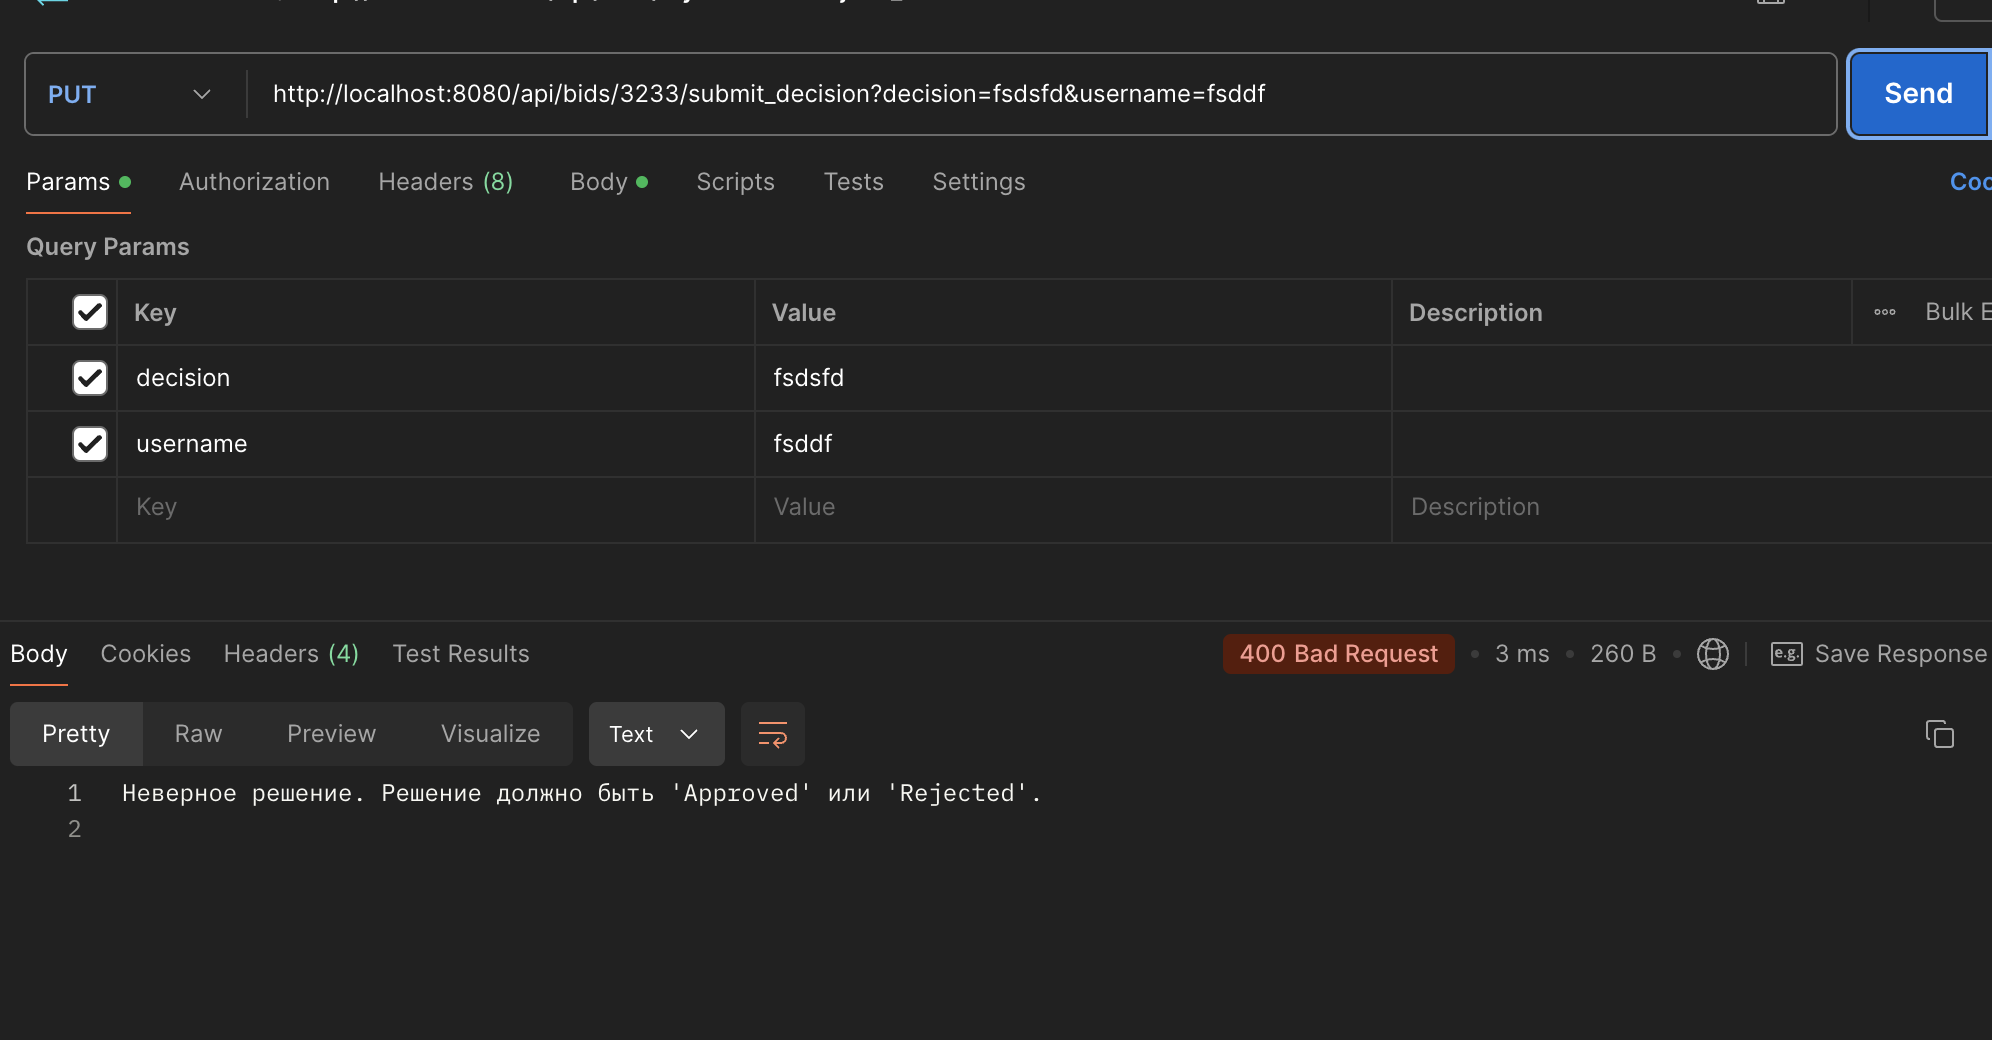 PUT http://localhost:8080/api/bids/3233/submit_decision?decision=fsdsfd&username=fsddf Send
Params Authorization Headers (8) Body Scripts Tests Settings
Query Params
Key Value Description Bulk
decision fsdsfd
username fsddf
Key Value Description
Body Cookies Headers (4) Test Results 400 Bad Request • 3 ms • 260 B • e.g. Save Response
Pretty Raw Preview Visualize Text
1 Неверное решение. Решение должно быть 'Approved' или 'Rejected'.
2